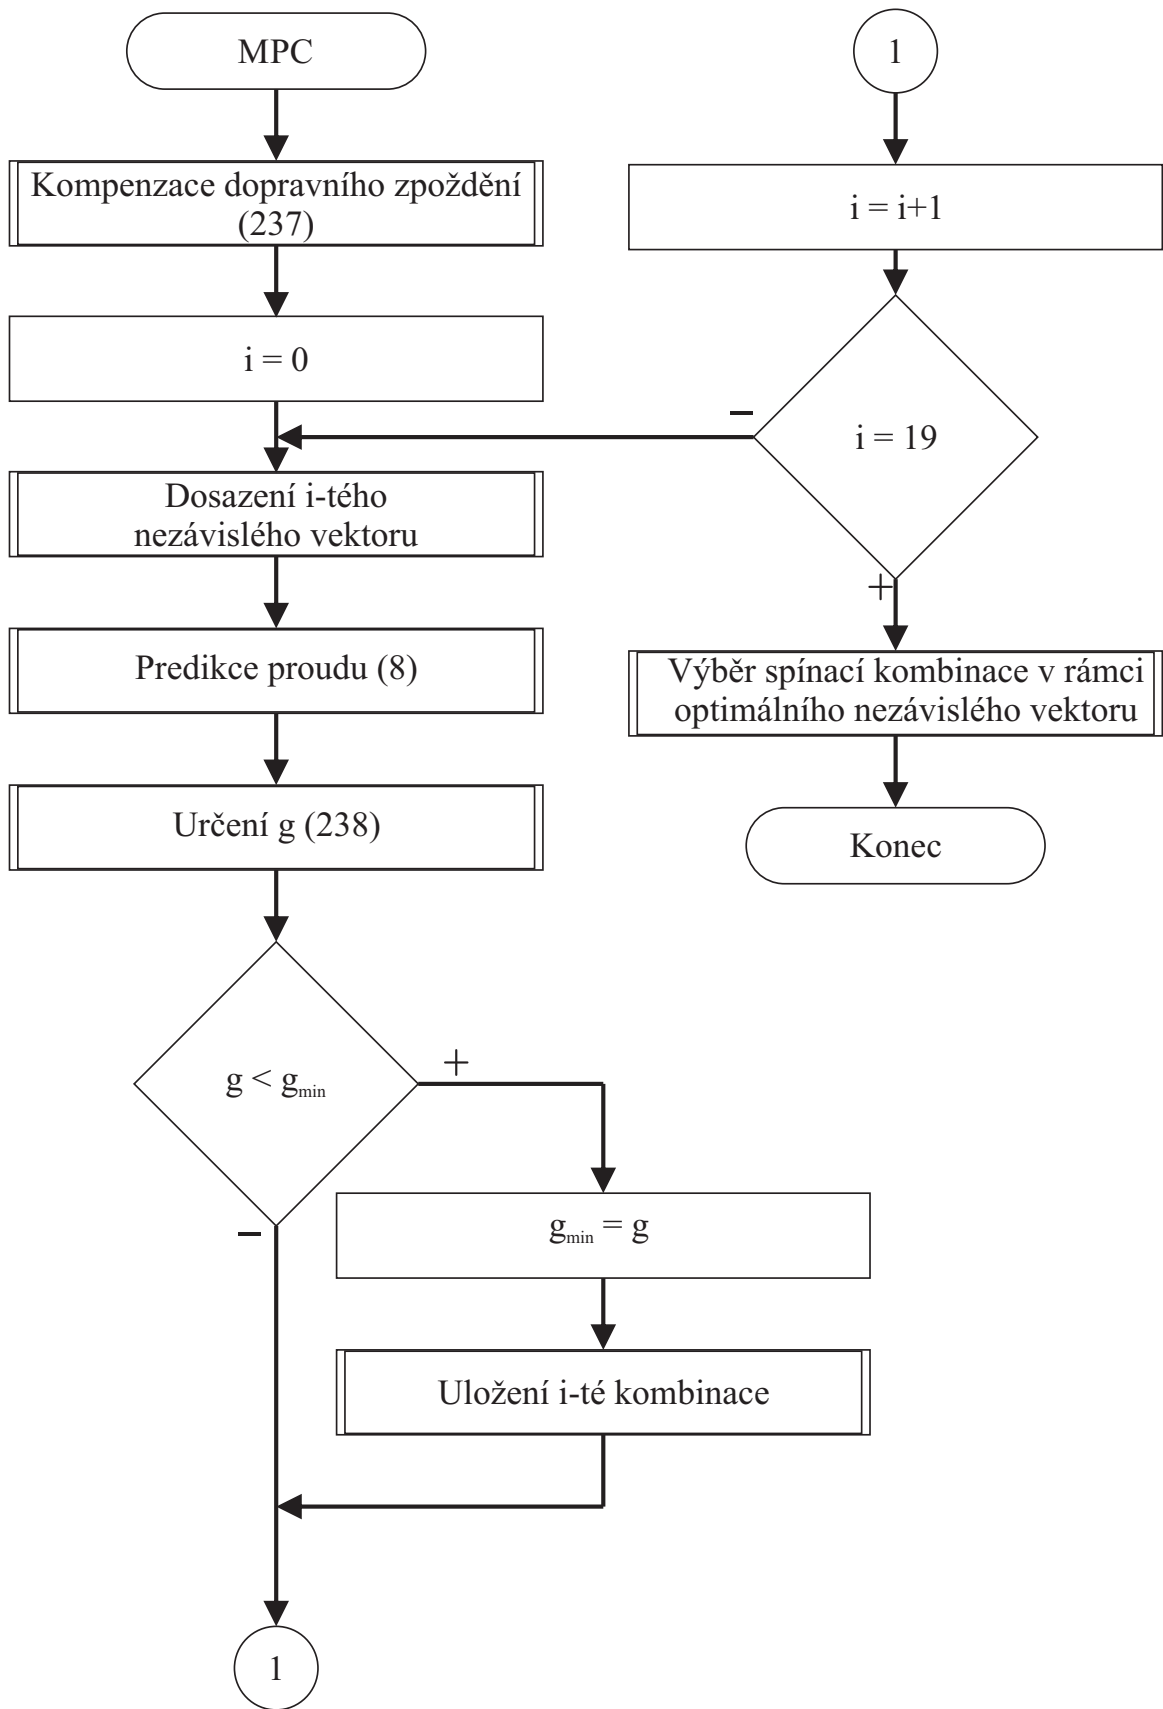 MPC
Kompenzace dopravního zpoždění
(237)
i = 0
Dosazení i-tého
nezávislého vektoru
Predikce proudu (8)
Určení g (238)
g < gmin
+
−
gmin = g
Uložení i-té kombinace
1
1
i = i+1
i = 19
−
+
Výběr spínací kombinace v rámci
optimálního nezávislého vektoru
Konec